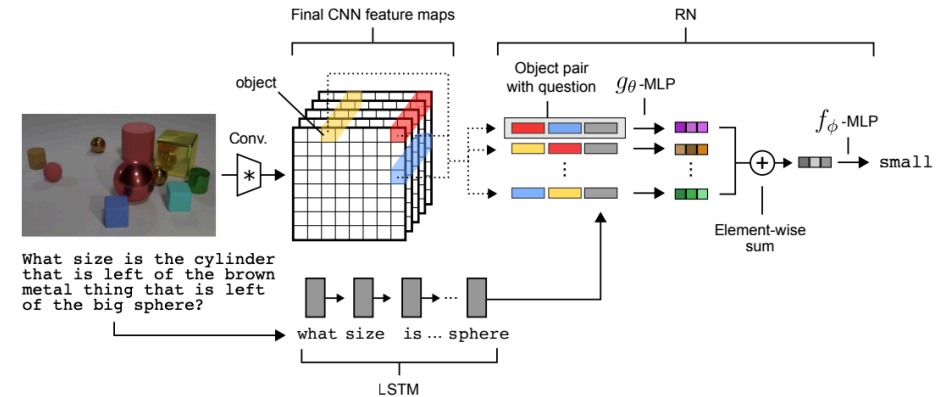 Final CNN feature maps
RN
object
Object pair
with question
gθ-MLP
Conv.
*
fϕ-MLP
+
small
Element-wise
sum
What size is the cylinder
that is left of the brown
metal thing that is left
of the big sphere?
what size is ... sphere
LSTM